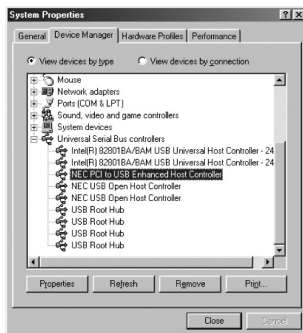 System Properties
General Device Manager Hardware Profiles Performance
View devices by type View devices by connection
Mouse
Network adapters
Ports (COM & LPT)
Sound, video and game controllers
System devices
Universal Serial Bus controllers
Intel(R) 82801BA/BAM USB Universal Host Controller - 24
Intel(R) 82801BA/BAM USB Universal Host Controller - 24
NEC PCI to USB Enhanced Host Controller
NEC USB Open Host Controller
NEC USB Open Host Controller
USB Root Hub
USB Root Hub
USB Root Hub
USB Root Hub
Properties Refresh Remove Print...
Close Cancel